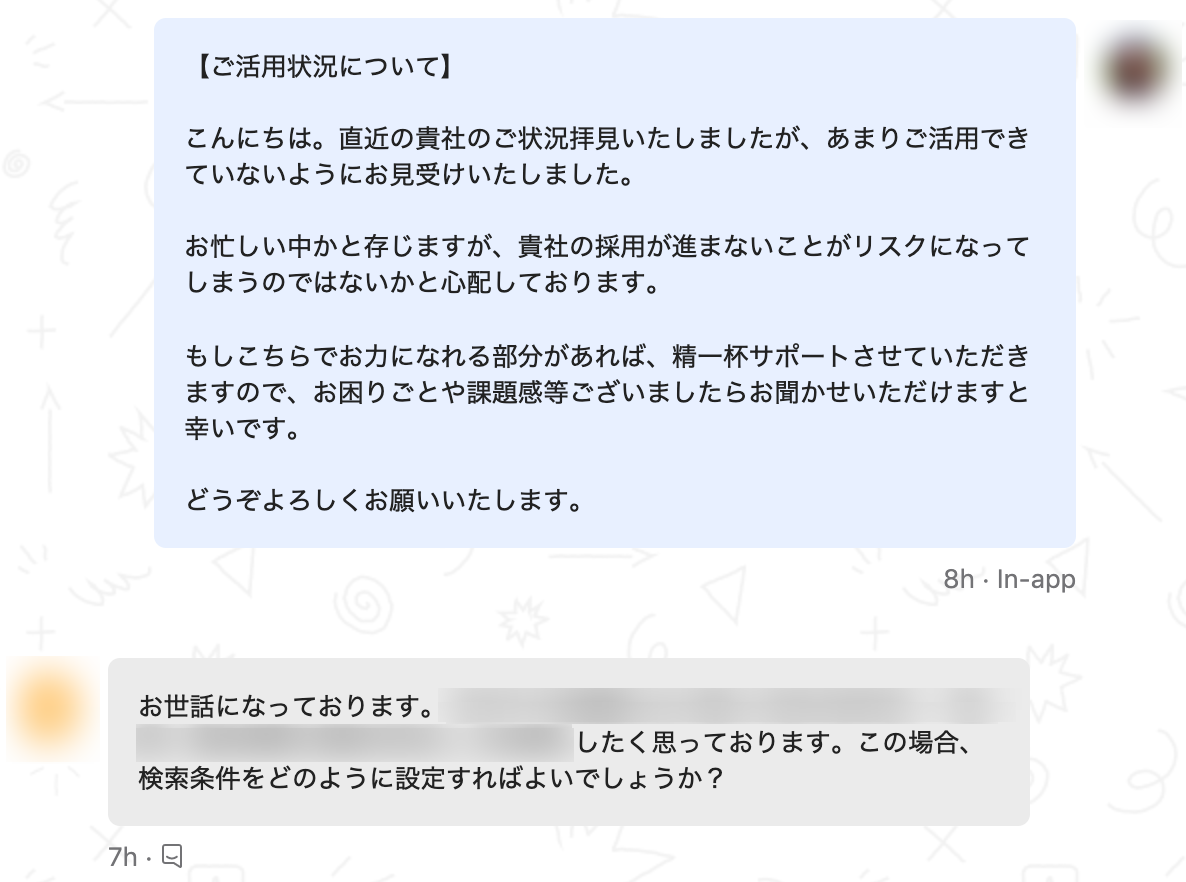 【ご活用状況について】
こんにちは。直近の貴社のご状況拝見いたしましたが、あまりご活用でき
ていないようにお見受けいたしました。
お忙しい中かと存じますが、貴社の採用が進まないことがリスクになって
しまうのではないかと心配しております。
もしこちらでお力になれる部分があれば、精一杯サポートさせていただき
ますので、お困りごとや課題感等ございましたらお聞かせいただけますと
幸いです。
どうぞよろしくお願いいたします。
8h · In-app
お世話になっております。
したく思っております。この場合、
検索条件をどのように設定すればよいでしょうか？
7h ·